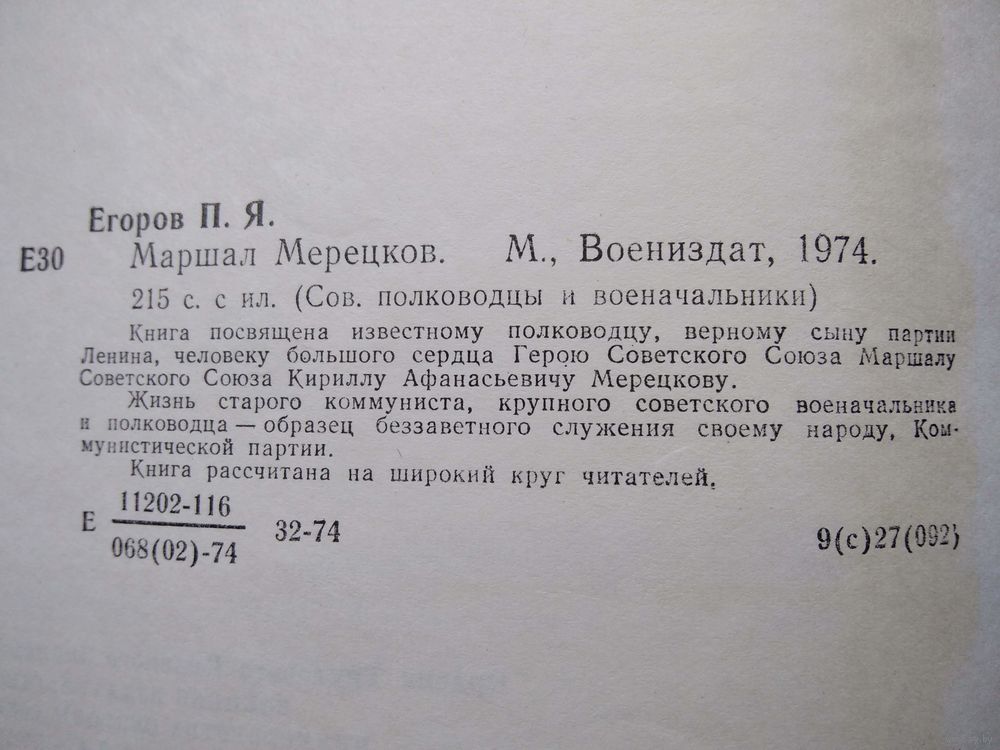 Егоров П. Я.
Е30 Маршал Мерецков. М., Воениздат, 1974.
215 с. с ил. (Сов. полководцы и военачальники)
Книга посвящена известному полководцу, верному сыну партии
Ленина, человеку большого сердца Герою Советского Союза Маршалу
Советского Союза Кириллу Афанасьевичу Мерецкову.
Жизнь старого коммуниста, крупного советского военачальника
и полководца — образец беззаветного служения своему народу, Ком-
мунистической партии.
Книга рассчитана на широкий круг читателей.
Е 11202-116
068(02)-74 32-74 9(с)27(092)